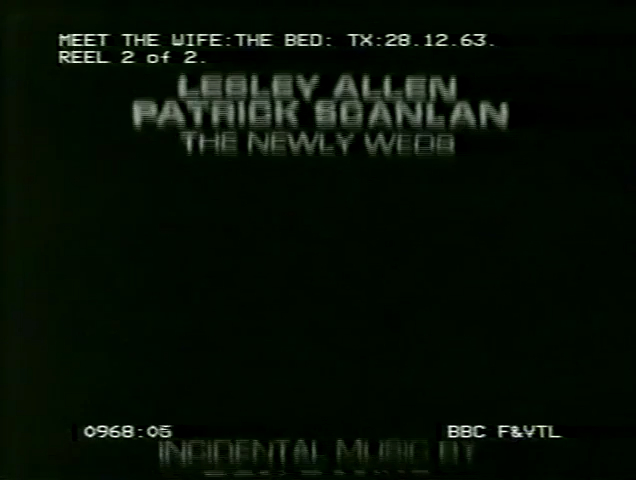 MEET THE WIFE:THE BED: TX:28.12.63.
REEL 2 of 2.
LESLEY ALLEN
PATRICK SCANLAN
THE NEWLY WEDS
0968:05
BBC F&VTL
INCIDENTAL MUSIC BY